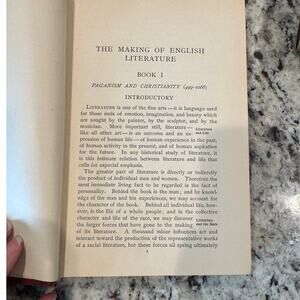 THE MAKING OF ENGLISH
LITERATURE
BOOK I
PAGANISM AND CHRISTIANITY (449-1066)
INTRODUCTORY
LITERATURE is one of the fine arts — it is language used
for those ends of emotion, imagination, and beauty which
are sought by the painter, by the sculptor, and by the
musician. More important still, literature — Literature and Life
like all other art — is an outcome and an ex-
pression of human life — of human experience in the past,
of human activity in the present, and of human aspiration
for the future. In any historical study of literature, it
is this intimate relation between literature and life that
calls for especial emphasis.
The greater part of literature is directly or indirectly
the product of individual men and women. Therefore the
most immediate living fact to be regarded is the fact of
personality. Behind the book is the man; and by knowl-
edge of the man and his experiences, we may account for
the character of the book. Behind all individual lives,
however, is the life of a whole people; and in the collective
character and life of the race, we may discover Literature and the Race
the larger forces that have gone to the making
of its literature. A thousand minor influences act and
interact toward the production of the representative works
of a racial literature, but these forces all spring ultimately
1